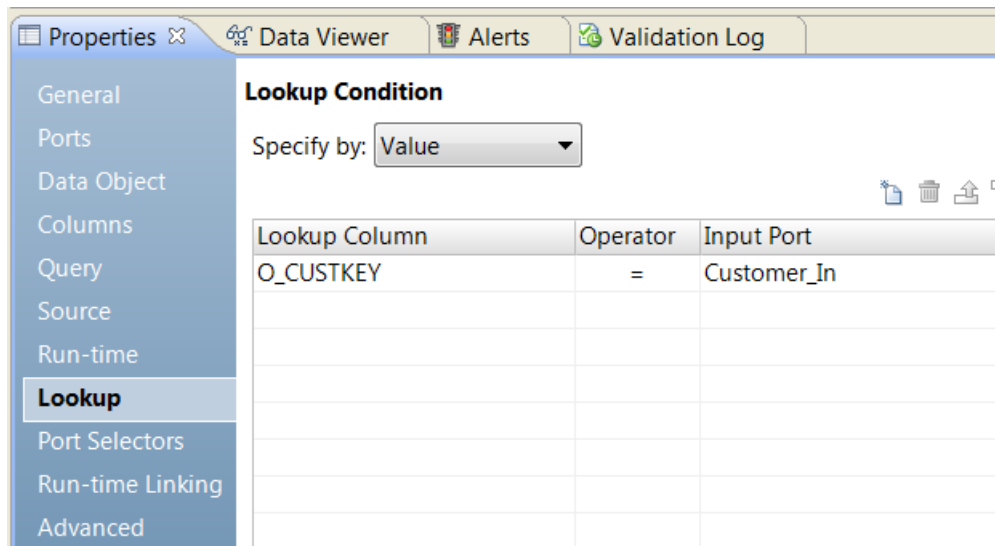 Properties Data Viewer Alerts Validation Log
General
Ports
Data Object
Columns
Query
Source
Run-time
Lookup
Port Selectors
Run-time Linking
Advanced
Lookup Condition
Specify by: Value
Lookup Column Operator Input Port
O_CUSTKEY = Customer_In